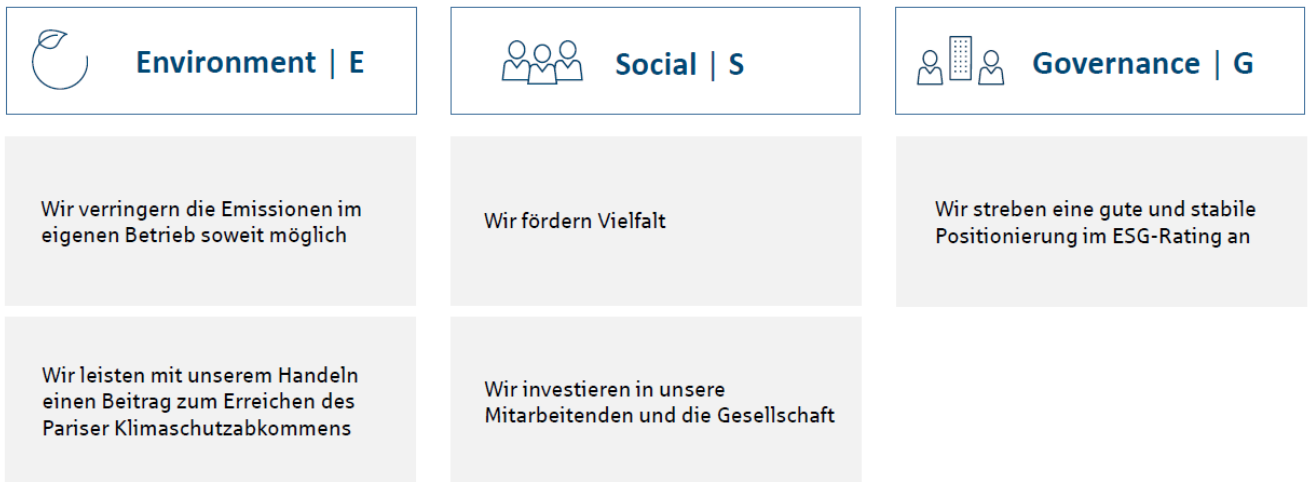 Environment | E
Social | S
Governance | G
Wir verringern die Emissionen im
eigenen Betrieb soweit möglich
Wir fördern Vielfalt
Wir streben eine gute und stabile
Positionierung im ESG-Rating an
Wir leisten mit unserem Handeln
einen Beitrag zum Erreichen des
Pariser Klimaschutzabkommens
Wir investieren in unsere
Mitarbeitenden und die Gesellschaft